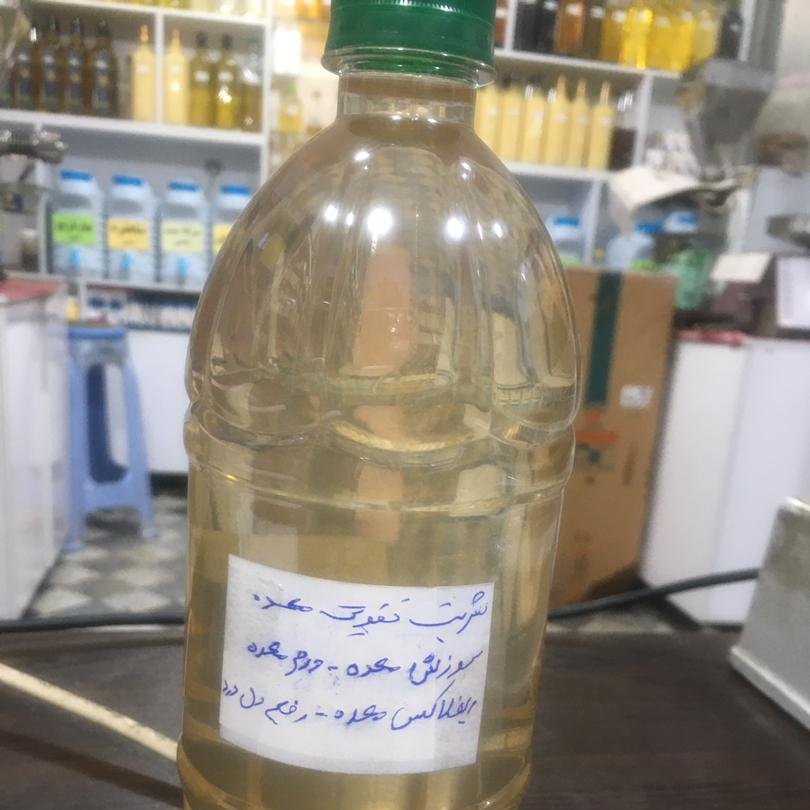 شربت تقویت معده
سوزش معده - ورم معده
ریفلاکس معده - رفع دل درد